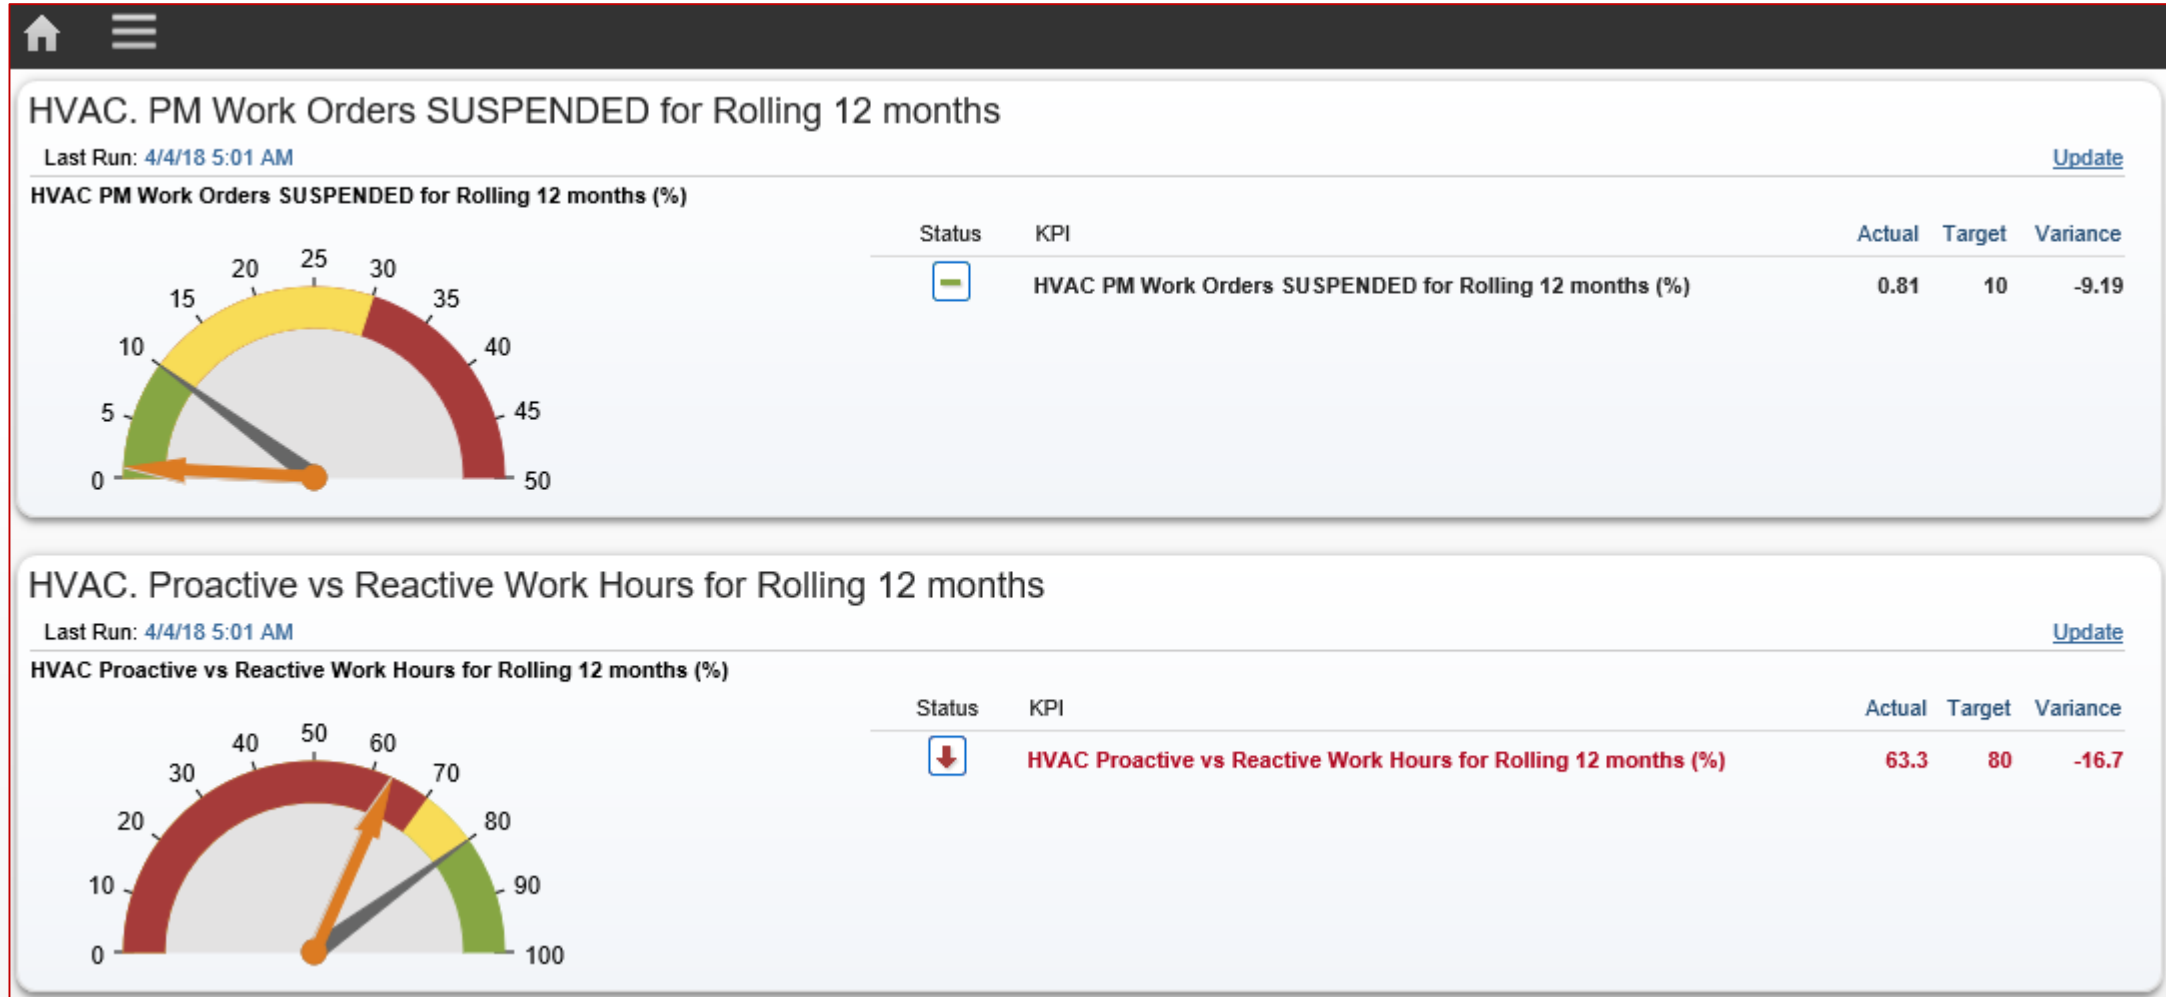 HVAC. PM Work Orders SUSPENDED for Rolling 12 months
Last Run: 4/4/18 5:01 AM Update
HVAC PM Work Orders SUSPENDED for Rolling 12 months (%)
Status KPI Actual Target Variance
HVAC PM Work Orders SUSPENDED for Rolling 12 months (%) 0.81 10 -9.19
0
5
10
15
20
25
30
35
40
45
50
HVAC. Proactive vs Reactive Work Hours for Rolling 12 months
Last Run: 4/4/18 5:01 AM Update
HVAC Proactive vs Reactive Work Hours for Rolling 12 months (%)
Status KPI Actual Target Variance
HVAC Proactive vs Reactive Work Hours for Rolling 12 months (%) 63.3 80 -16.7
0
10
20
30
40
50
60
70
80
90
100